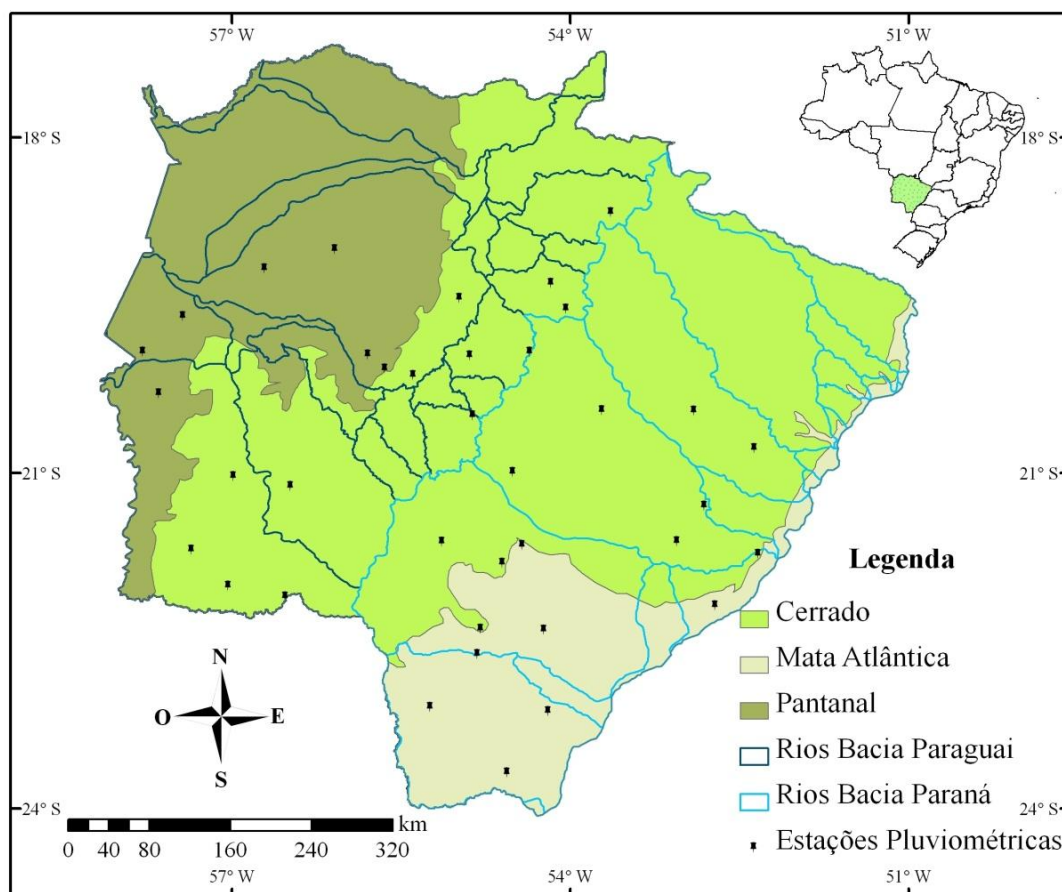 57° W 54° W 51° W
18° S 18° S
21° S 21° S
Legenda
Cerrado
Mata Atlântica
Pantanal
Rios Bacia Paraguai
Rios Bacia Paraná
Estações Pluviométricas
N
O E
S
24° S
km
0 40 80 160 240 320
57° W 54° W 51° W